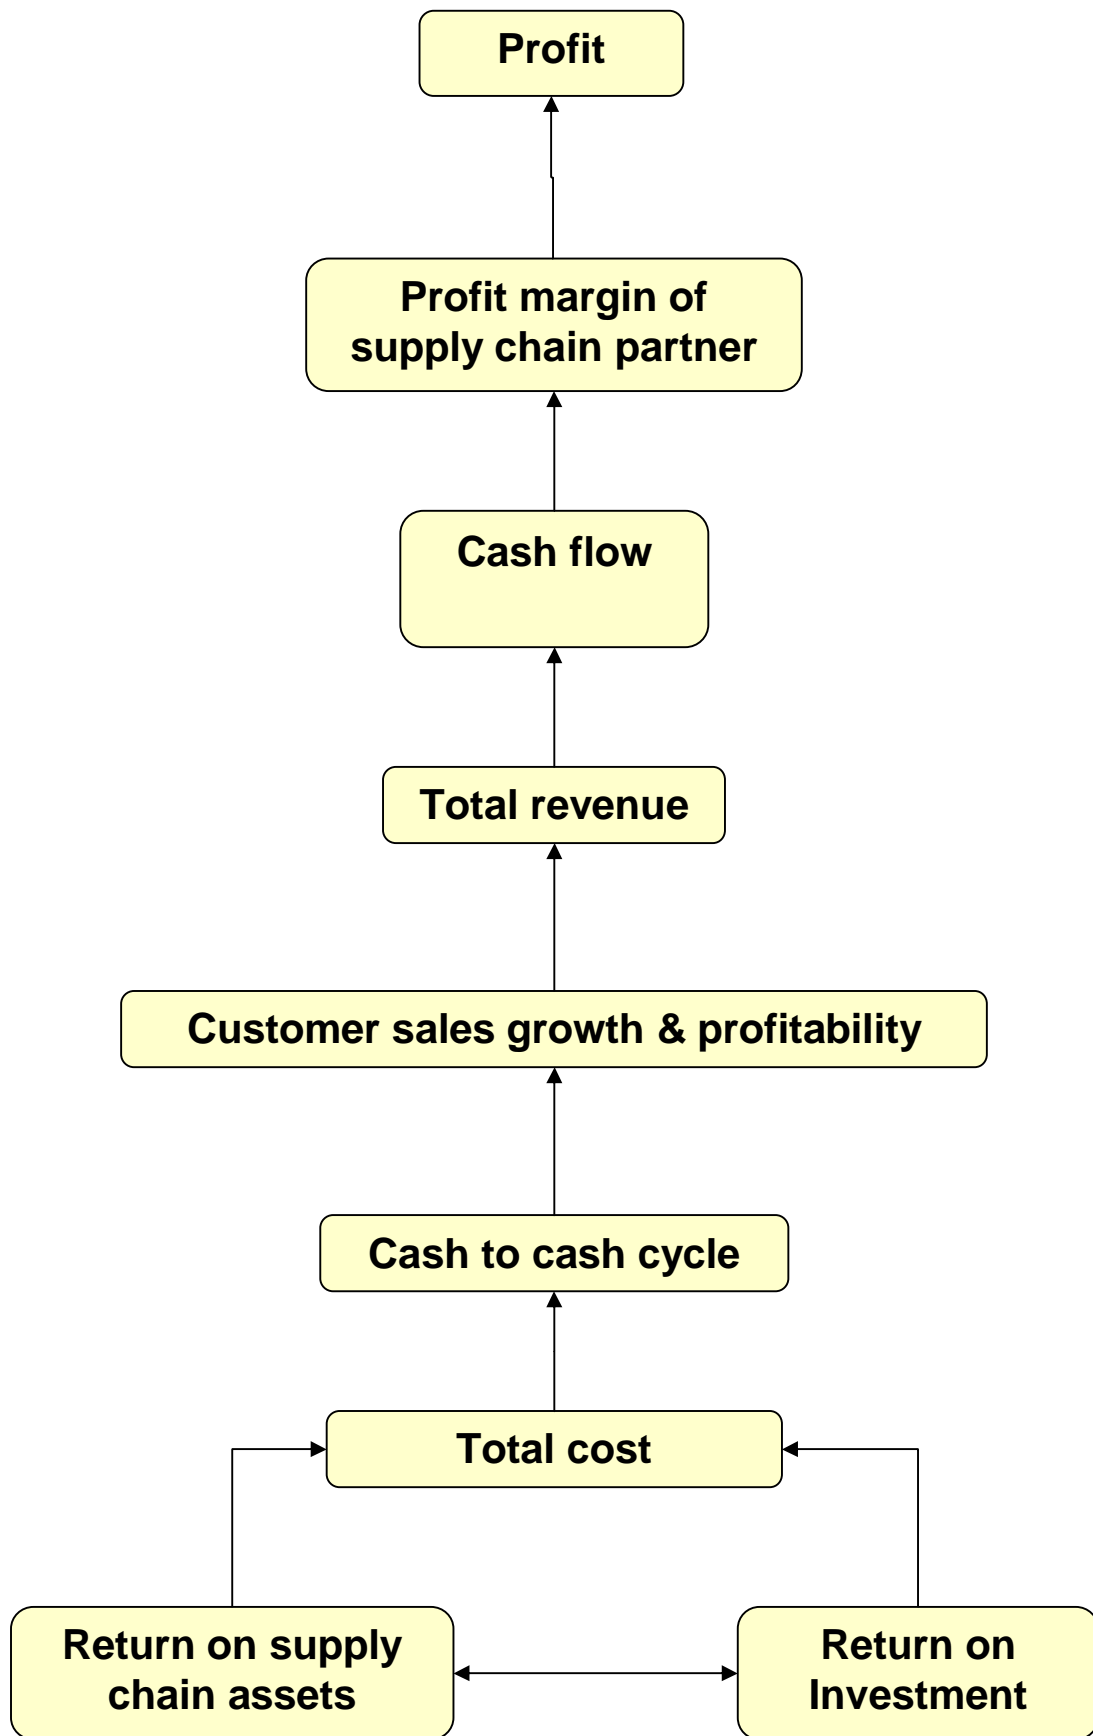 Profit
Profit margin of
supply chain partner
Cash flow
Total revenue
Customer sales growth & profitability
Cash to cash cycle
Total cost
Return on supply
chain assets
Return on
Investment